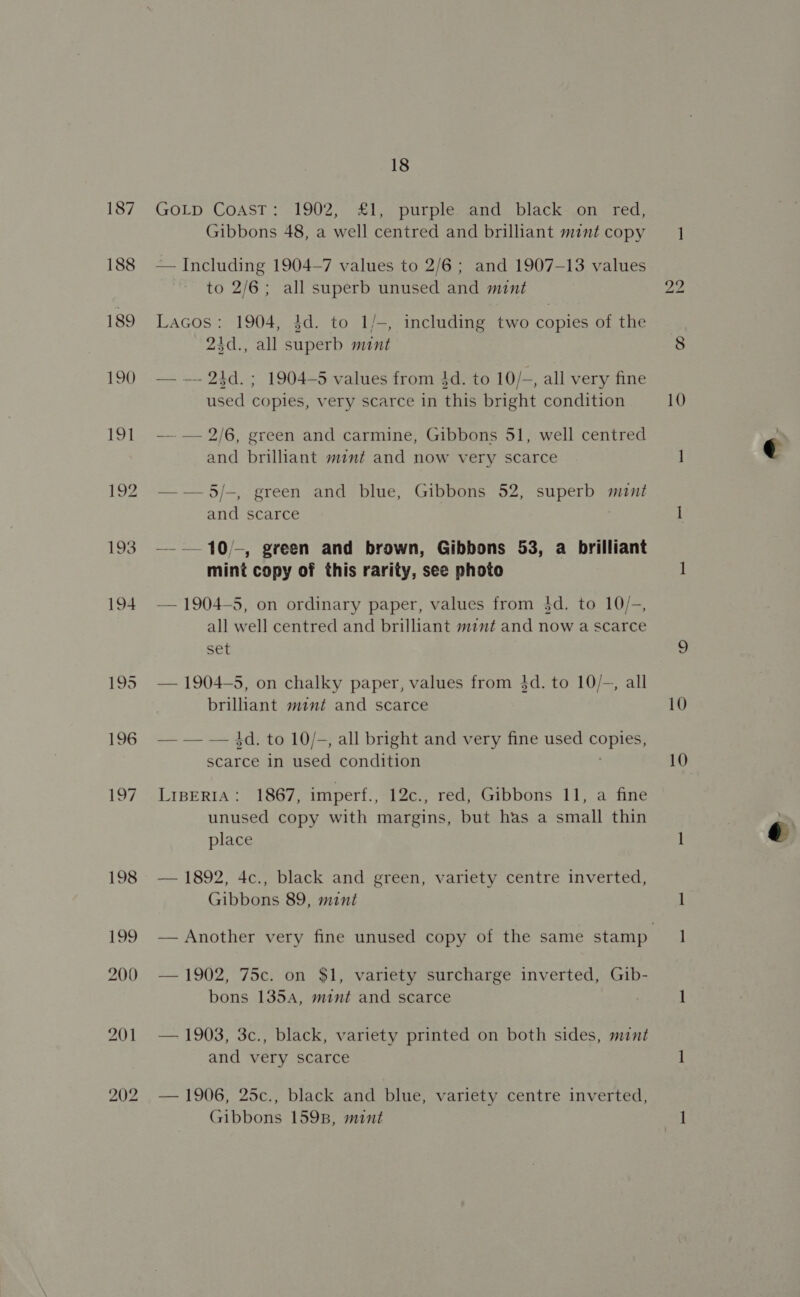 18
187 GOLD COAST: 1902, £1, purple and black on red,
Gibbons 48, a well centred and brilliant mint copy 1
188 — Including 1904–7 values to 2/6; and 1907–13 values
to 2/6; all superb unused and mint 22
189 LAGOS: 1904, ½d. to 1/–, including two copies of the
2½d., all superb mint 8
190 — — 2½d.; 1904–5 values from ½d. to 10/–, all very fine
used copies, very scarce in this bright condition 10
191 — — 2/6, green and carmine, Gibbons 51, well centred
and brilliant mint and now very scarce 1
192 — — 5/–, green and blue, Gibbons 52, superb mint
and scarce 1
193 — — 10/–, green and brown, Gibbons 53, a brilliant
mint copy of this rarity, see photo 1
194 — 1904–5, on ordinary paper, values from ½d. to 10/–,
all well centred and brilliant mint and now a scarce
set 9
195 — 1904–5, on chalky paper, values from ½d. to 10/–, all
brilliant mint and scarce 10
196 — — — ½d. to 10/–, all bright and very fine used copies,
scarce in used condition 10
197 LIBERIA: 1867, imperf., 12c., red, Gibbons 11, a fine
unused copy with margins, but has a small thin
place 1
198 — 1892, 4c., black and green, variety centre inverted,
Gibbons 89, mint 1
199 — Another very fine unused copy of the same stamp 1
200 — 1902, 75c. on $1, variety surcharge inverted, Gib-
bons 135A, mint and scarce 1
201 — 1903, 3c., black, variety printed on both sides, mint
and very scarce 1
202 — 1906, 25c., black and blue, variety centre inverted,
Gibbons 159B, mint 1